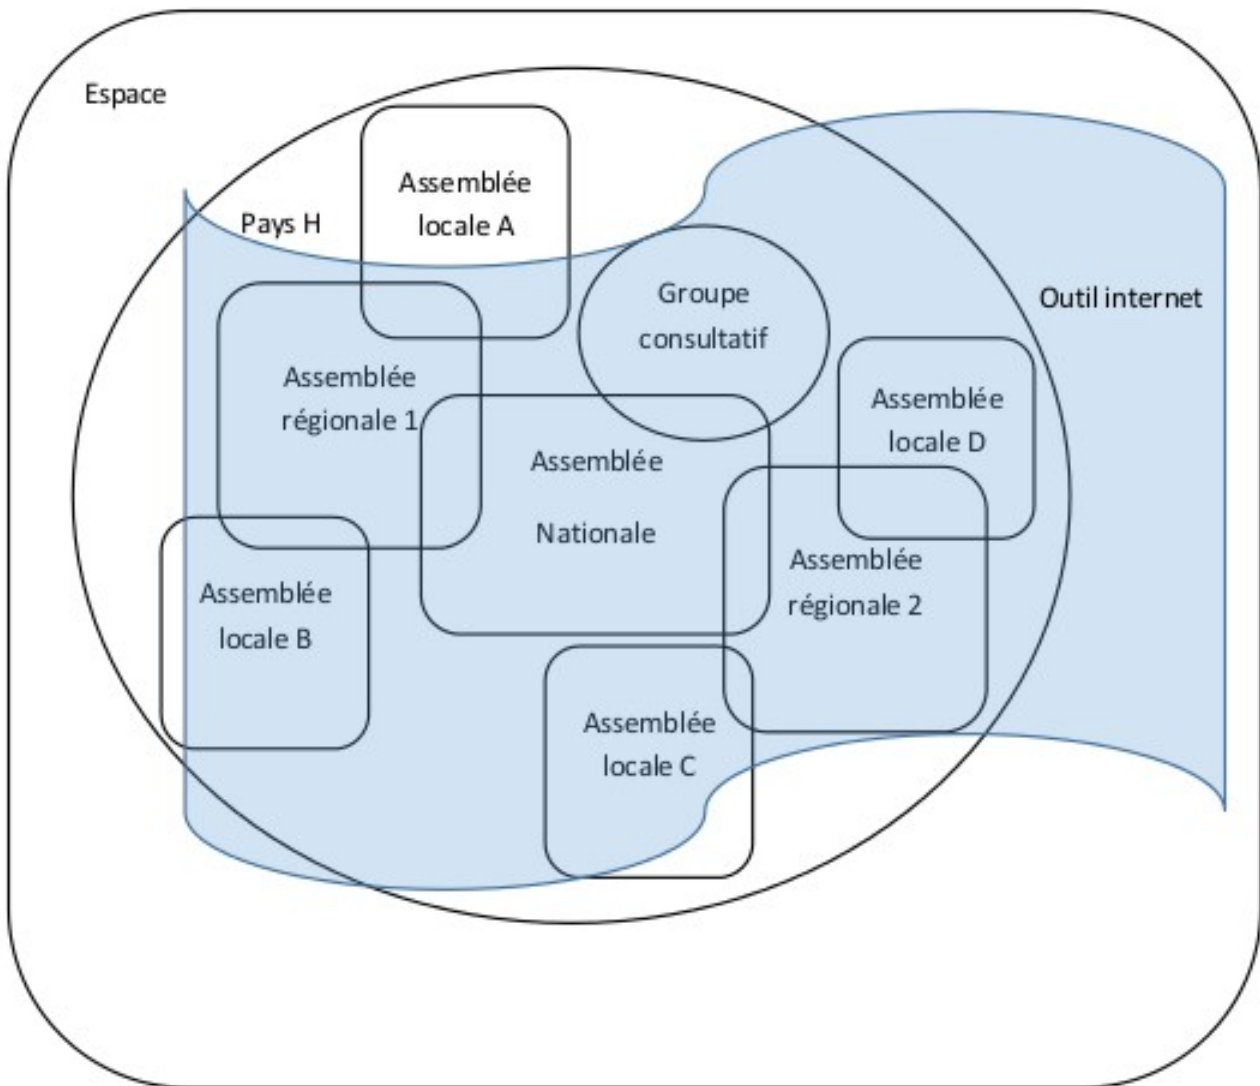 Espace
Assemblée
locale A
Pays H
Groupe
consultatif
Outil internet
Assemblée
régionale 1
Assemblée
locale D
Assemblée
Nationale
Assemblée
régionale 2
Assemblée
locale B
Assemblée
locale C